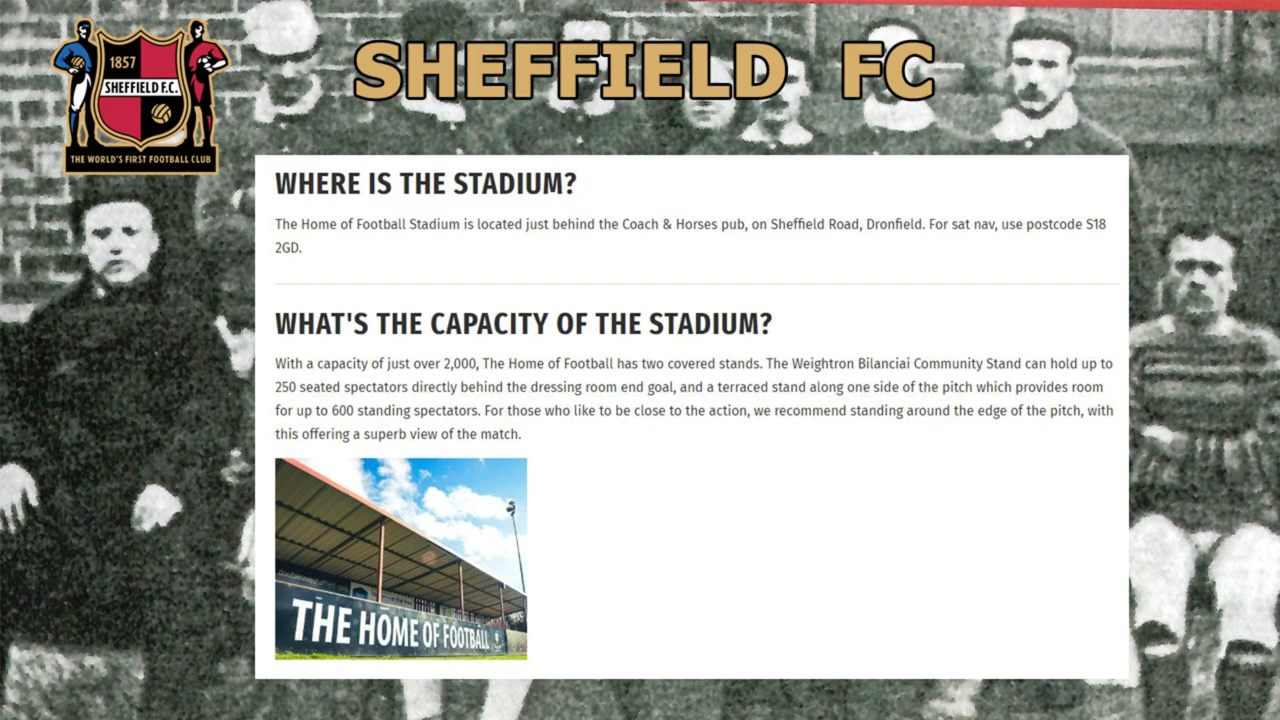 1857
SHEFFIELD F.C.
THE WORLD'S FIRST FOOTBALL CLUB
SHEFFIELD FC
WHERE IS THE STADIUM?
The Home of Football Stadium is located just behind the Coach & Horses pub, on Sheffield Road, Dronfield. For sat nav, use postcode S18
2GD.
WHAT'S THE CAPACITY OF THE STADIUM?
With a capacity of just over 2,000, The Home of Football has two covered stands. The Weightron Bilanciai Community Stand can hold up to
250 seated spectators directly behind the dressing room end goal, and a terraced stand along one side of the pitch which provides room
for up to 600 standing spectators. For those who like to be close to the action, we recommend standing around the edge of the pitch, with
this offering a superb view of the match.
THE HOME OF FOOTBALL